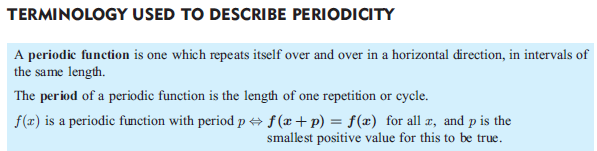 TERMINOLOGY USED TO DESCRIBE PERIODICITY
A periodic function is one which repeats itself over and over in a horizontal direction, in intervals of
the same length.
The period of a periodic function is the length of one repetition or cycle.
f(x) is a periodic function with period p ⇔ f(x + p) = f(x) for all x, and p is the
smallest positive value for this to be true.